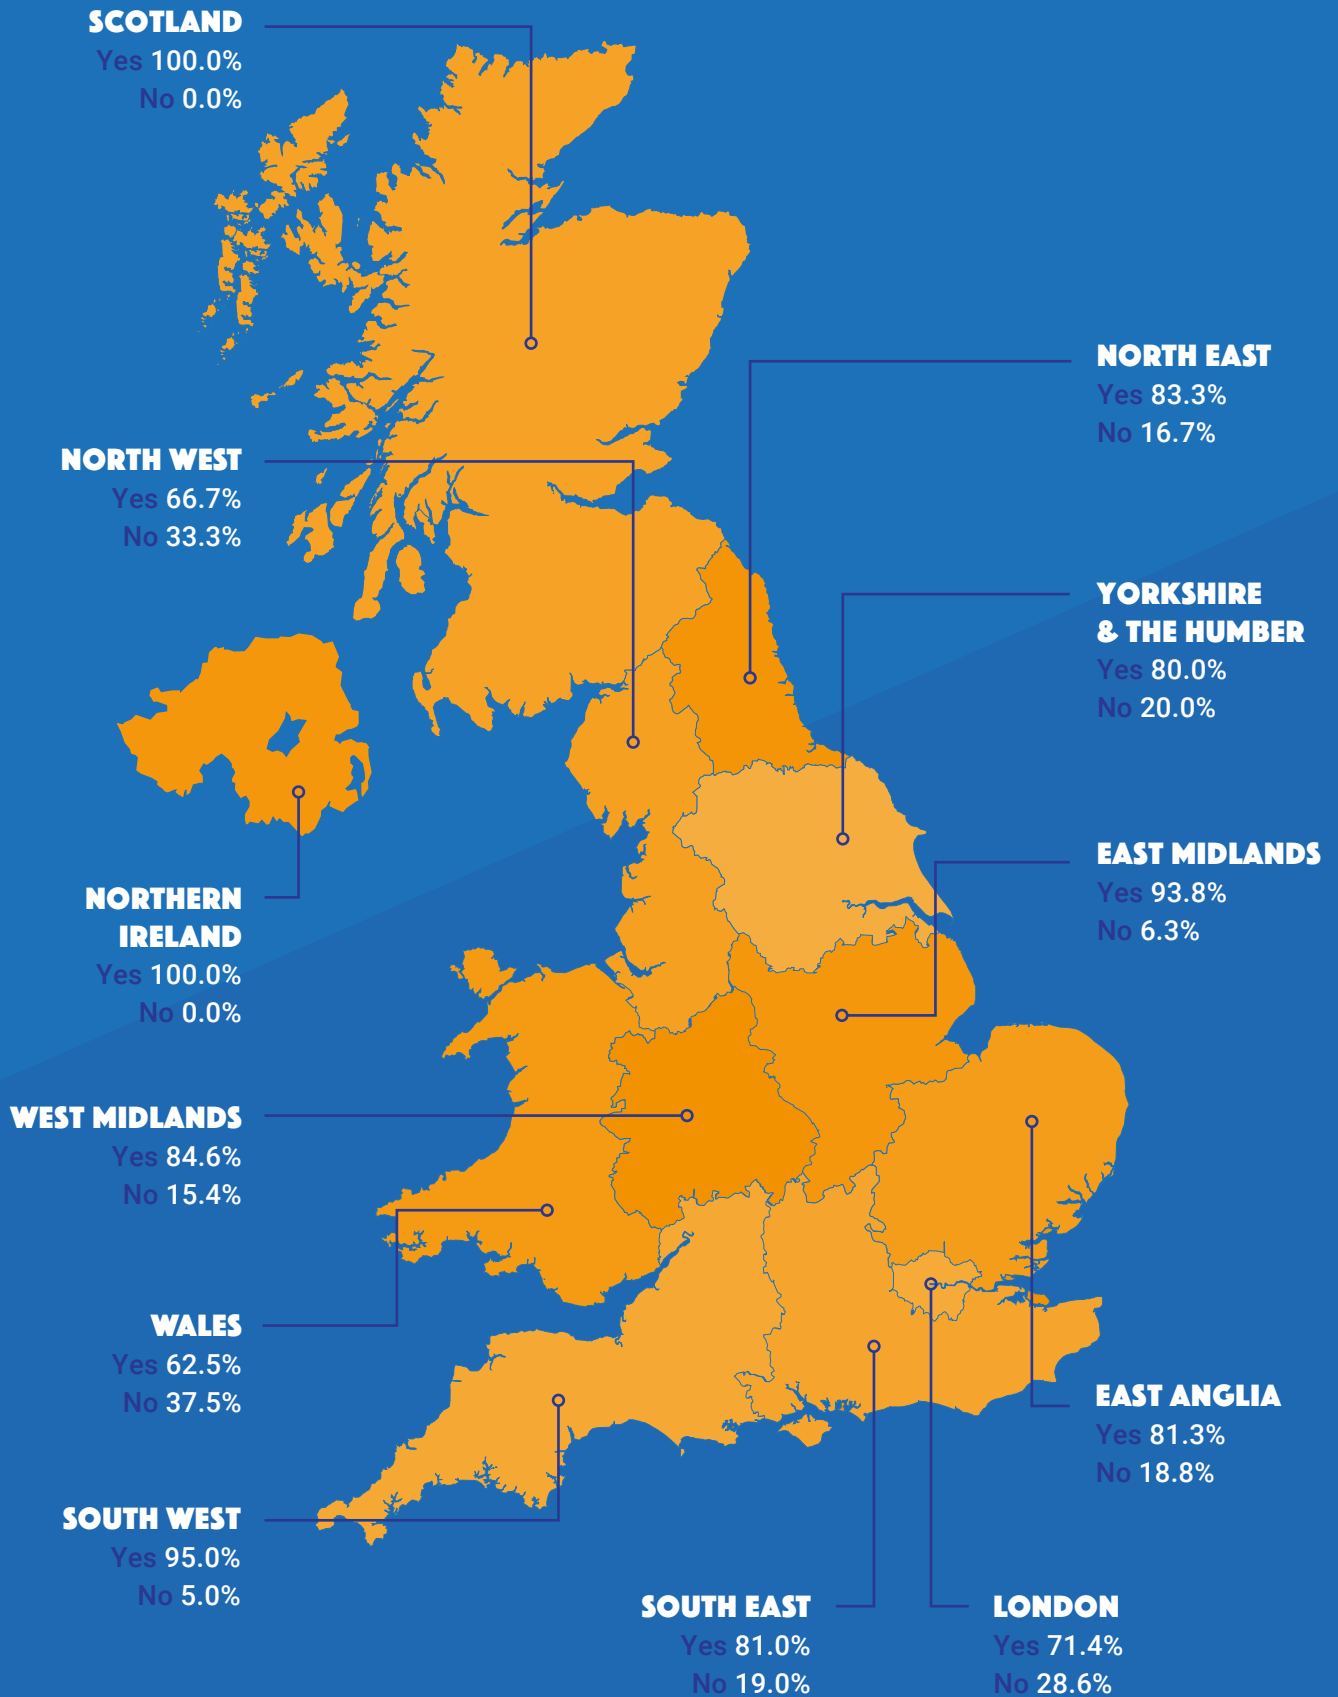 SCOTLAND
Yes 100.0%
No 0.0%
NORTH EAST
Yes 83.3%
No 16.7%
NORTH WEST
Yes 66.7%
No 33.3%
YORKSHIRE
& THE HUMBER
Yes 80.0%
No 20.0%
EAST MIDLANDS
Yes 93.8%
No 6.3%
NORTHERN
IRELAND
Yes 100.0%
No 0.0%
WEST MIDLANDS
Yes 84.6%
No 15.4%
WALES
Yes 62.5%
No 37.5%
EAST ANGLIA
Yes 81.3%
No 18.8%
SOUTH WEST
Yes 95.0%
No 5.0%
SOUTH EAST
Yes 81.0%
No 19.0%
LONDON
Yes 71.4%
No 28.6%